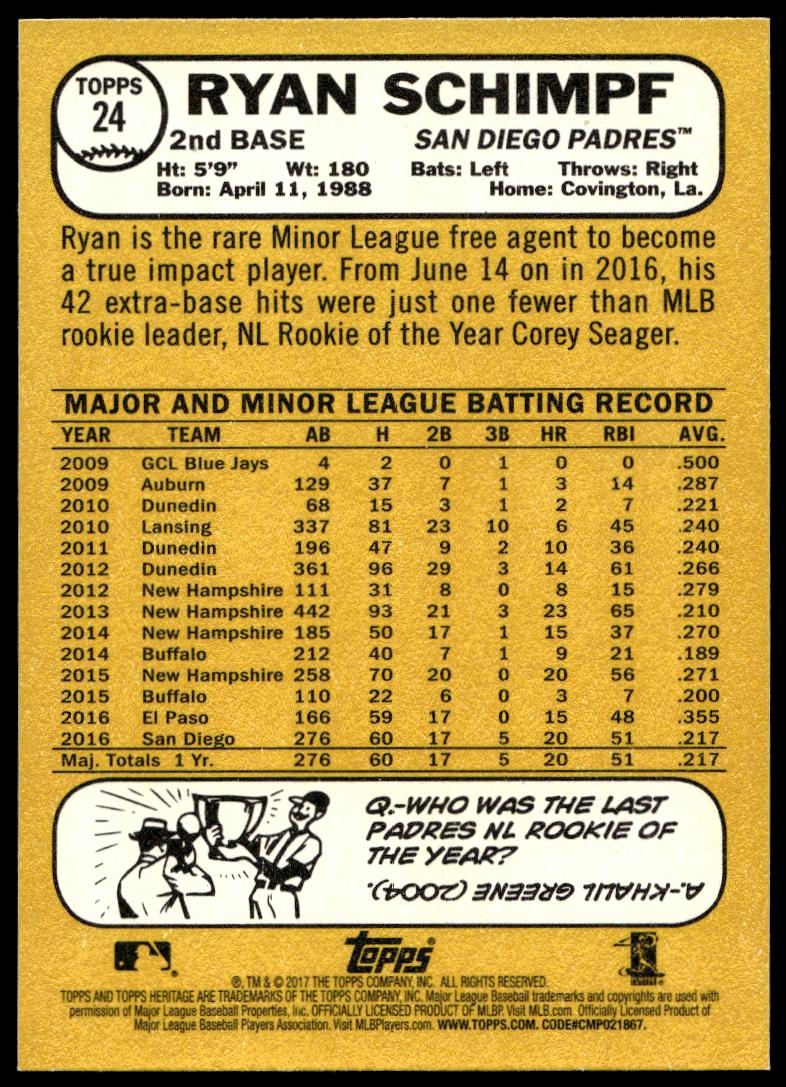 TOPPS
24
RYAN SCHIMPF
2nd BASE SAN DIEGO PADRES™
Ht: 5'9" Wt: 180 Bats: Left Throws: Right
Born: April 11, 1988 Home: Covington, La.
Ryan is the rare Minor League free agent to become
a true impact player. From June 14 on in 2016, his
42 extra-base hits were just one fewer than MLB
rookie leader, NL Rookie of the Year Corey Seager.
MAJOR AND MINOR LEAGUE BATTING RECORD
YEAR TEAM AB H 2B 3B HR RBI AVG.
2009 GCL Blue Jays 4 2 0 1 0 0 .500
2009 Auburn 129 37 7 1 3 14 .287
2010 Dunedin 68 15 3 1 2 7 .221
2010 Lansing 337 81 23 10 6 45 .240
2011 Dunedin 196 47 9 2 10 36 .240
2012 Dunedin 361 96 29 3 14 61 .266
2012 New Hampshire 111 31 8 0 8 15 .279
2013 New Hampshire 442 93 21 3 23 65 .210
2014 New Hampshire 185 50 17 1 15 37 .270
2014 Buffalo 212 40 7 1 9 21 .189
2015 New Hampshire 258 70 20 0 20 56 .271
2015 Buffalo 110 22 6 0 3 7 .200
2016 El Paso 166 59 17 0 15 48 .355
2016 San Diego 276 60 17 5 20 51 .217
Maj. Totals 1 Yr. 276 60 17 5 20 51 .217
Q.-WHO WAS THE LAST
PADRES NL ROOKIE OF
THE YEAR?
A.-KHALIL GREENE (2004).
Topps®
®, TM & © 2017 THE TOPPS COMPANY, INC. ALL RIGHTS RESERVED.
TOPPS AND TOPPS HERITAGE ARE TRADEMARKS OF THE TOPPS COMPANY, INC. Major League Baseball trademarks and copyrights are used with
permission of Major League Baseball Properties, Inc. OFFICIALLY LICENSED PRODUCT OF MLBP. Visit MLB.com. Officially Licensed Product of
Major League Baseball Players Association. Visit MLBPlayers.com. WWW.TOPPS.COM. CODE#CMP021867.